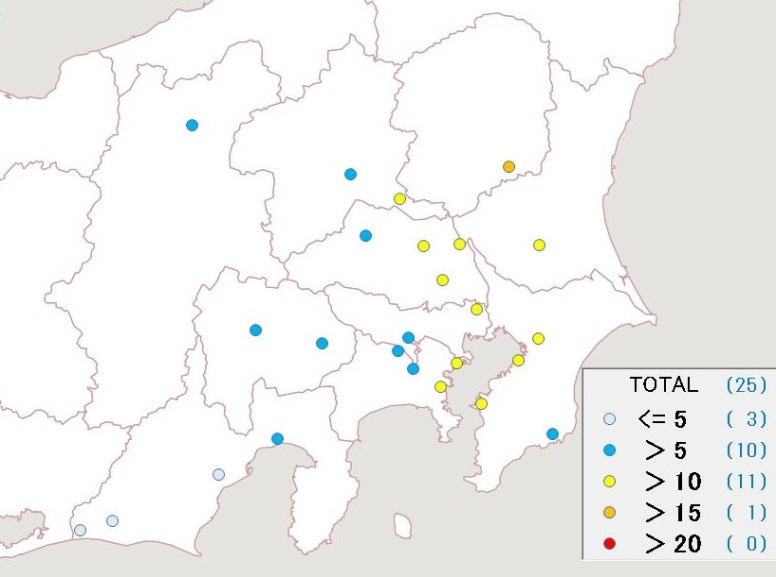 TOTAL (25)
<= 5 ( 3)
> 5 (10)
> 10 (11)
> 15 ( 1)
> 20 ( 0)